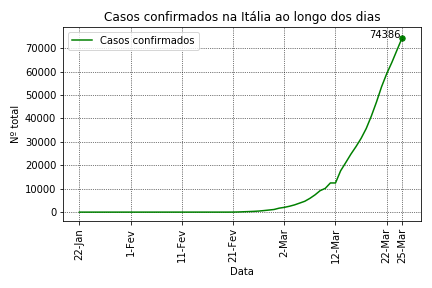 Casos confirmados na Itália ao longo dos dias
74386
Casos confirmados
70000
60000
50000
40000
30000
20000
10000
0
Nº total
22-Jan
1-Fev
11-Fev
21-Fev
2-Mar
12-Mar
22-Mar
25-Mar
Data